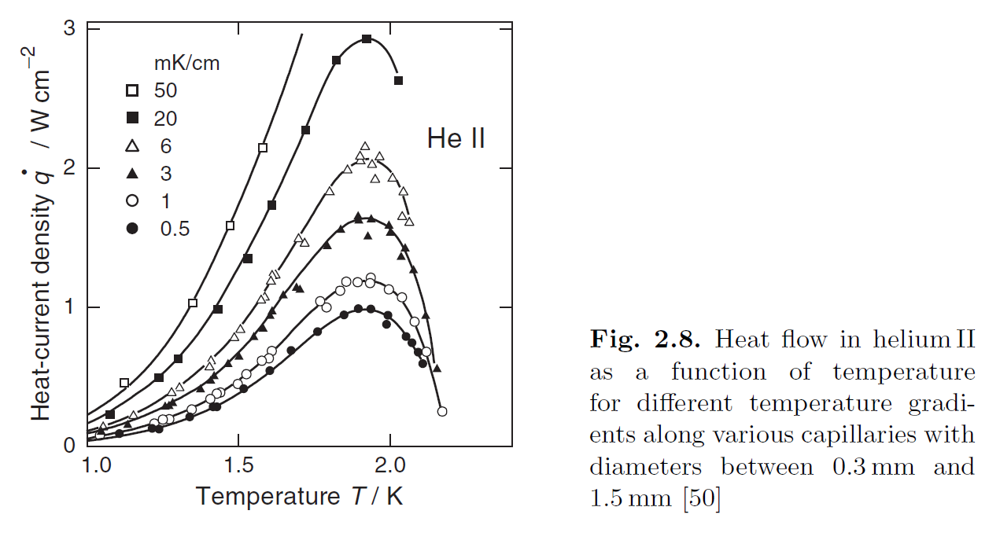 3
2
1
0
Heat-current density q̇ / W cm⁻²
mK/cm
50
20
6
3
1
0.5
He II
1.0 1.5 2.0
Temperature T / K
Fig. 2.8. Heat flow in helium II
as a function of temperature
for different temperature gradi-
ents along various capillaries with
diameters between 0.3 mm and
1.5 mm [50]